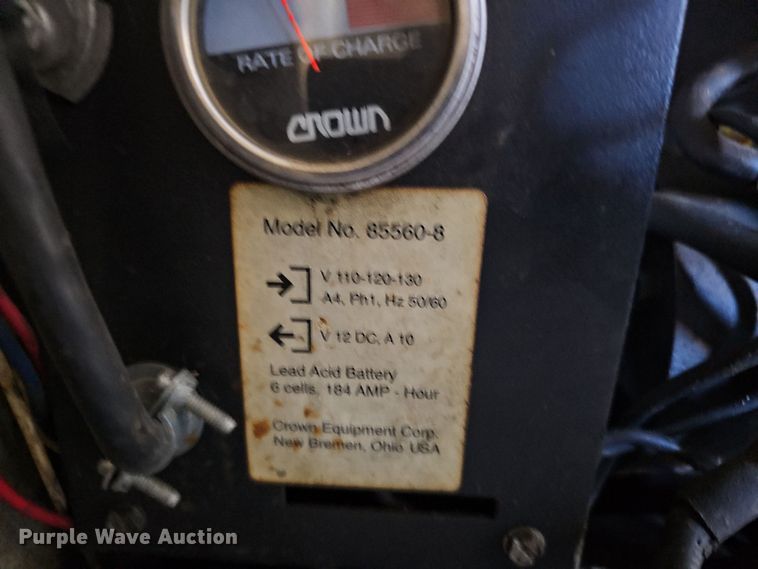 RATE OF CHARGE
CROWN
Model No. 85560-8
V 110-120-130
A4, Ph1, Hz 50/60
V 12 DC, A 10
Lead Acid Battery
6 cells, 184 AMP - Hour
Crown Equipment Corp.
New Bremen, Ohio USA
Purple Wave Auction